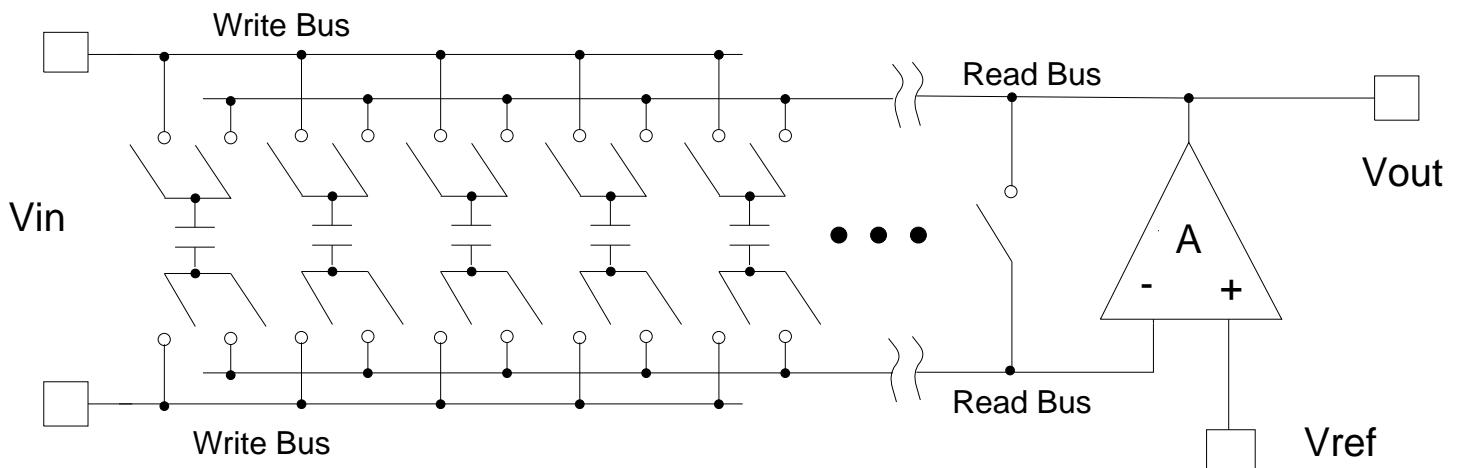 Write Bus
Read Bus
Vout
Vin
A
- +
Read Bus
Write Bus
Vref